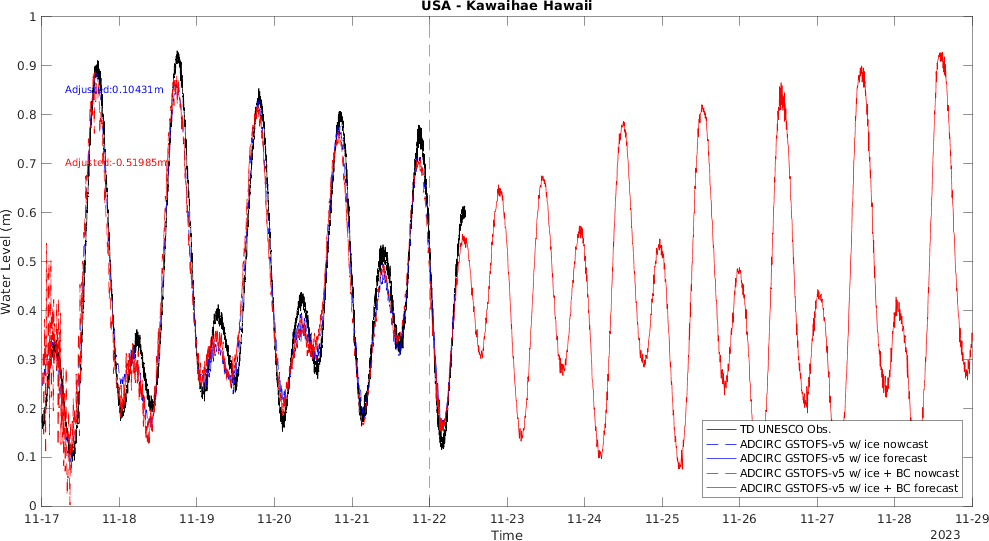 USA - Kawaihae Hawaii
1
0.9
0.8
0.7
0.6
0.5
0.4
0.3
0.2
0.1
0
Water Level (m)
Adjusted:0.10431m
Adjusted:-0.51985m
TD UNESCO Obs.
ADCIRC GSTOFS-v5 w/ ice nowcast
ADCIRC GSTOFS-v5 w/ ice forecast
ADCIRC GSTOFS-v5 w/ ice + BC nowcast
ADCIRC GSTOFS-v5 w/ ice + BC forecast
11-17 11-18 11-19 11-20 11-21 11-22 11-23 11-24 11-25 11-26 11-27 11-28 11-29
Time
2023